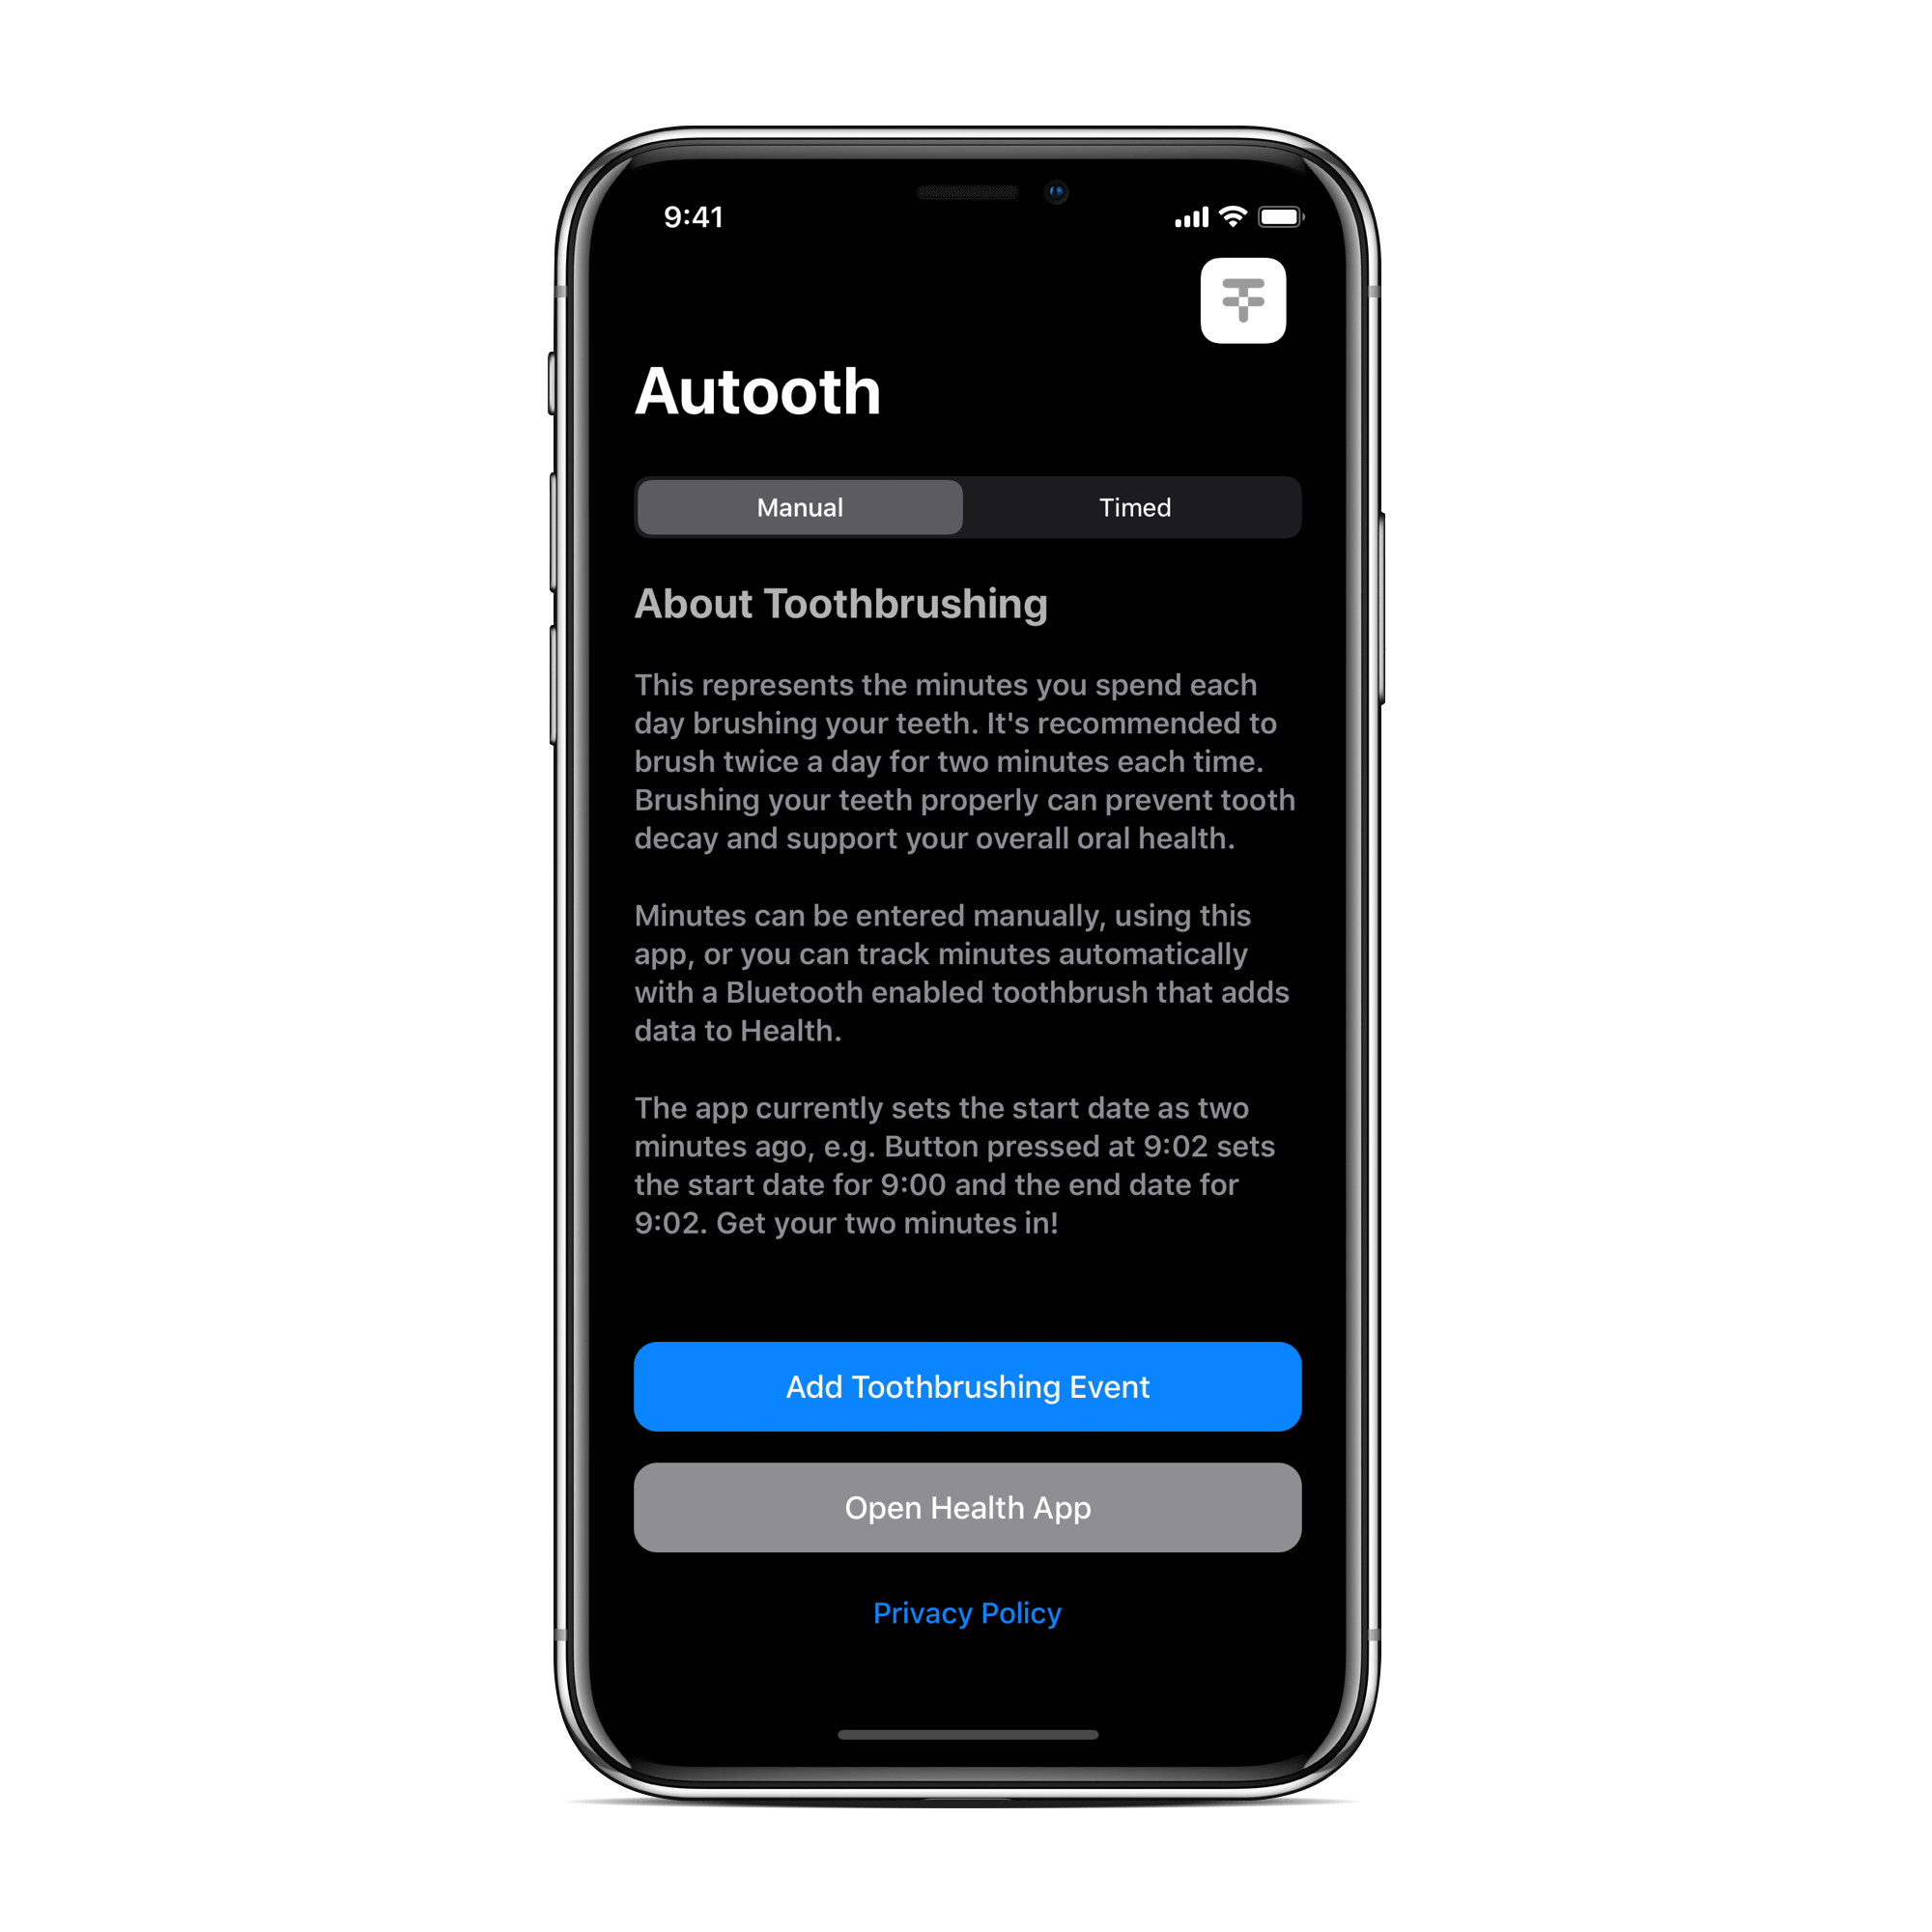 9:41
Autooth
Manual
Timed
About Toothbrushing
This represents the minutes you spend each
day brushing your teeth. It's recommended to
brush twice a day for two minutes each time.
Brushing your teeth properly can prevent tooth
decay and support your overall oral health.
Minutes can be entered manually, using this
app, or you can track minutes automatically
with a Bluetooth enabled toothbrush that adds
data to Health.
The app currently sets the start date as two
minutes ago, e.g. Button pressed at 9:02 sets
the start date for 9:00 and the end date for
9:02. Get your two minutes in!
Add Toothbrushing Event
Open Health App
Privacy Policy